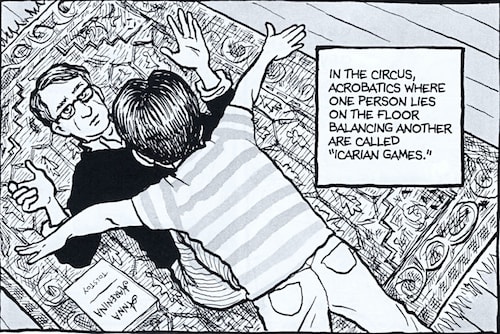 IN THE CIRCUS,
ACROBATICS WHERE
ONE PERSON LIES
ON THE FLOOR
BALANCING ANOTHER
ARE CALLED
"ICARIAN GAMES."
ANNA
KARENINA
TOLSTOY